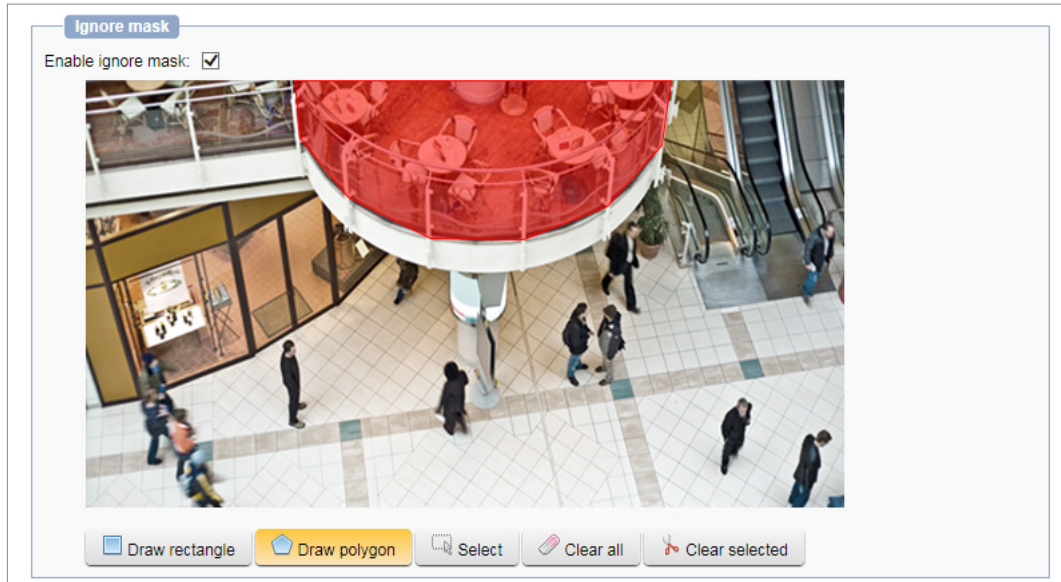 Ignore mask
Enable ignore mask:
Draw rectangle
Draw polygon
Select
Clear all
Clear selected